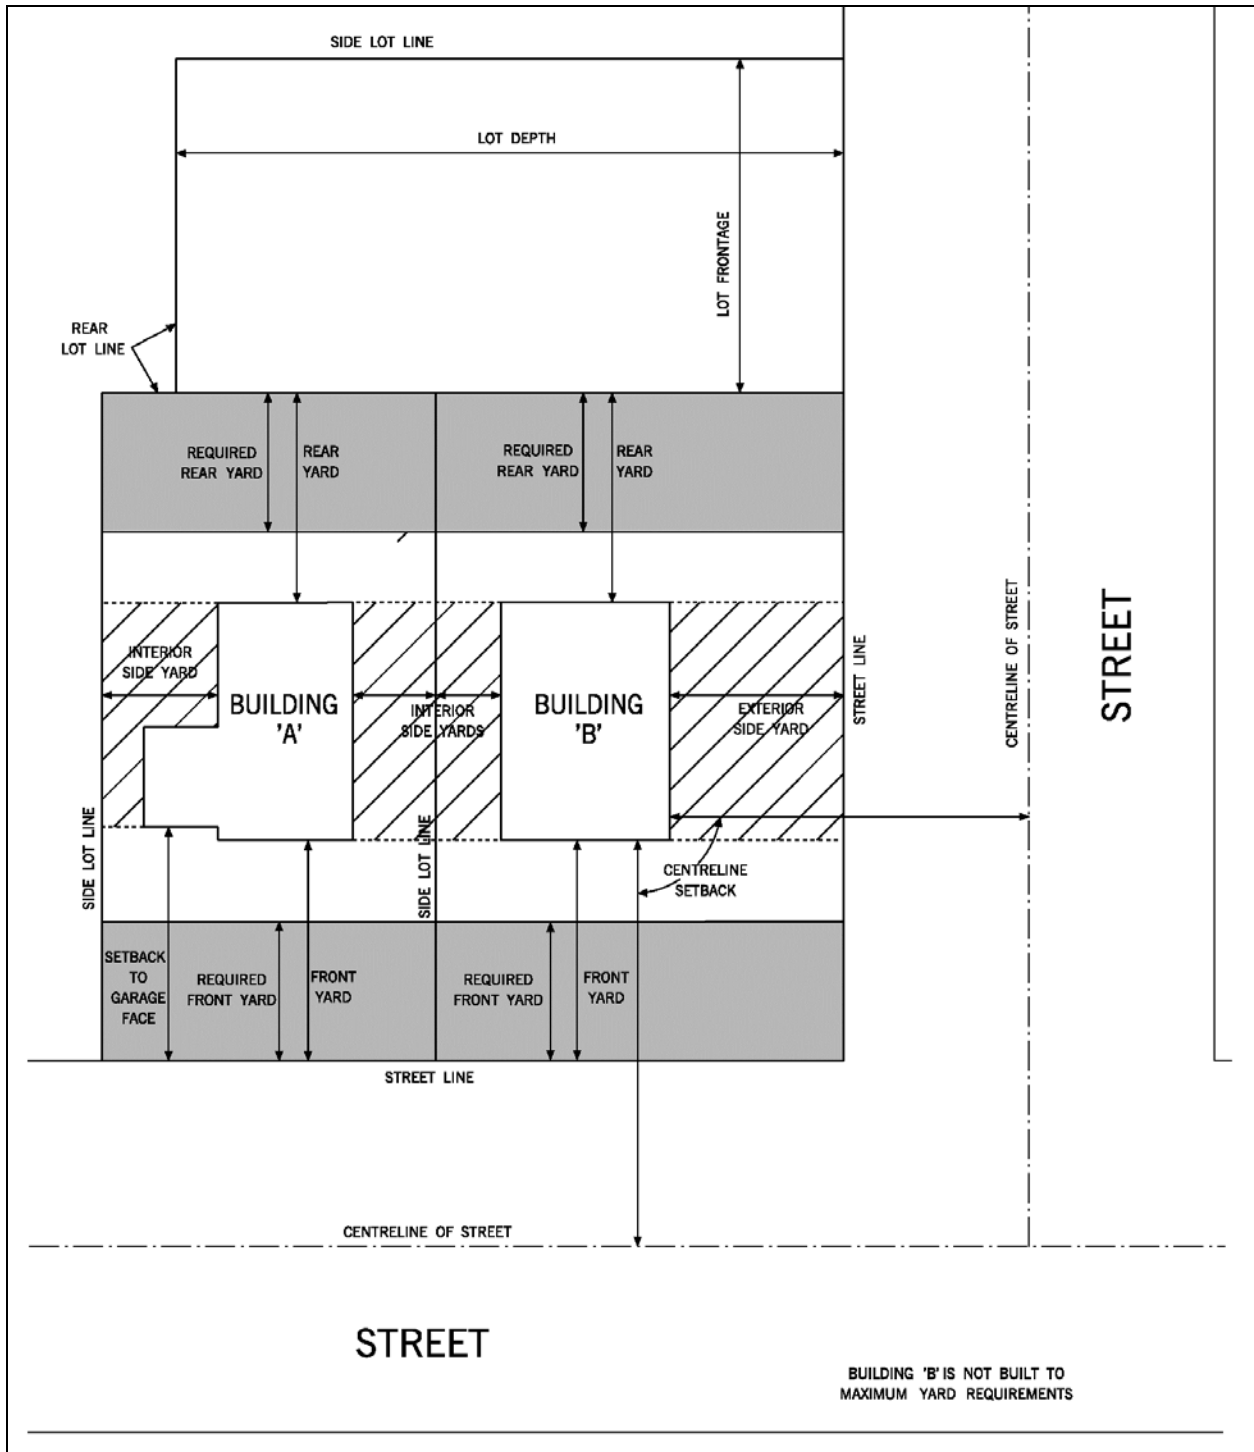 SIDE LOT LINE
LOT DEPTH
LOT FRONTAGE
REAR
LOT LINE
REQUIRED
REAR YARD
REAR
YARD
REQUIRED
REAR YARD
REAR
YARD
INTERIOR
SIDE YARD
BUILDING
'A'
INTERIOR
SIDE YARDS
BUILDING
'B'
EXTERIOR
SIDE YARD
STREET LINE
CENTRELINE OF STREET
STREET
SIDE LOT LINE
SIDE LOT LINE
CENTRELINE
SETBACK
SETBACK
TO
GARAGE
FACE
REQUIRED
FRONT YARD
FRONT
YARD
REQUIRED
FRONT YARD
FRONT
YARD
STREET LINE
CENTRELINE OF STREET
STREET
BUILDING 'B' IS NOT BUILT TO
MAXIMUM YARD REQUIREMENTS